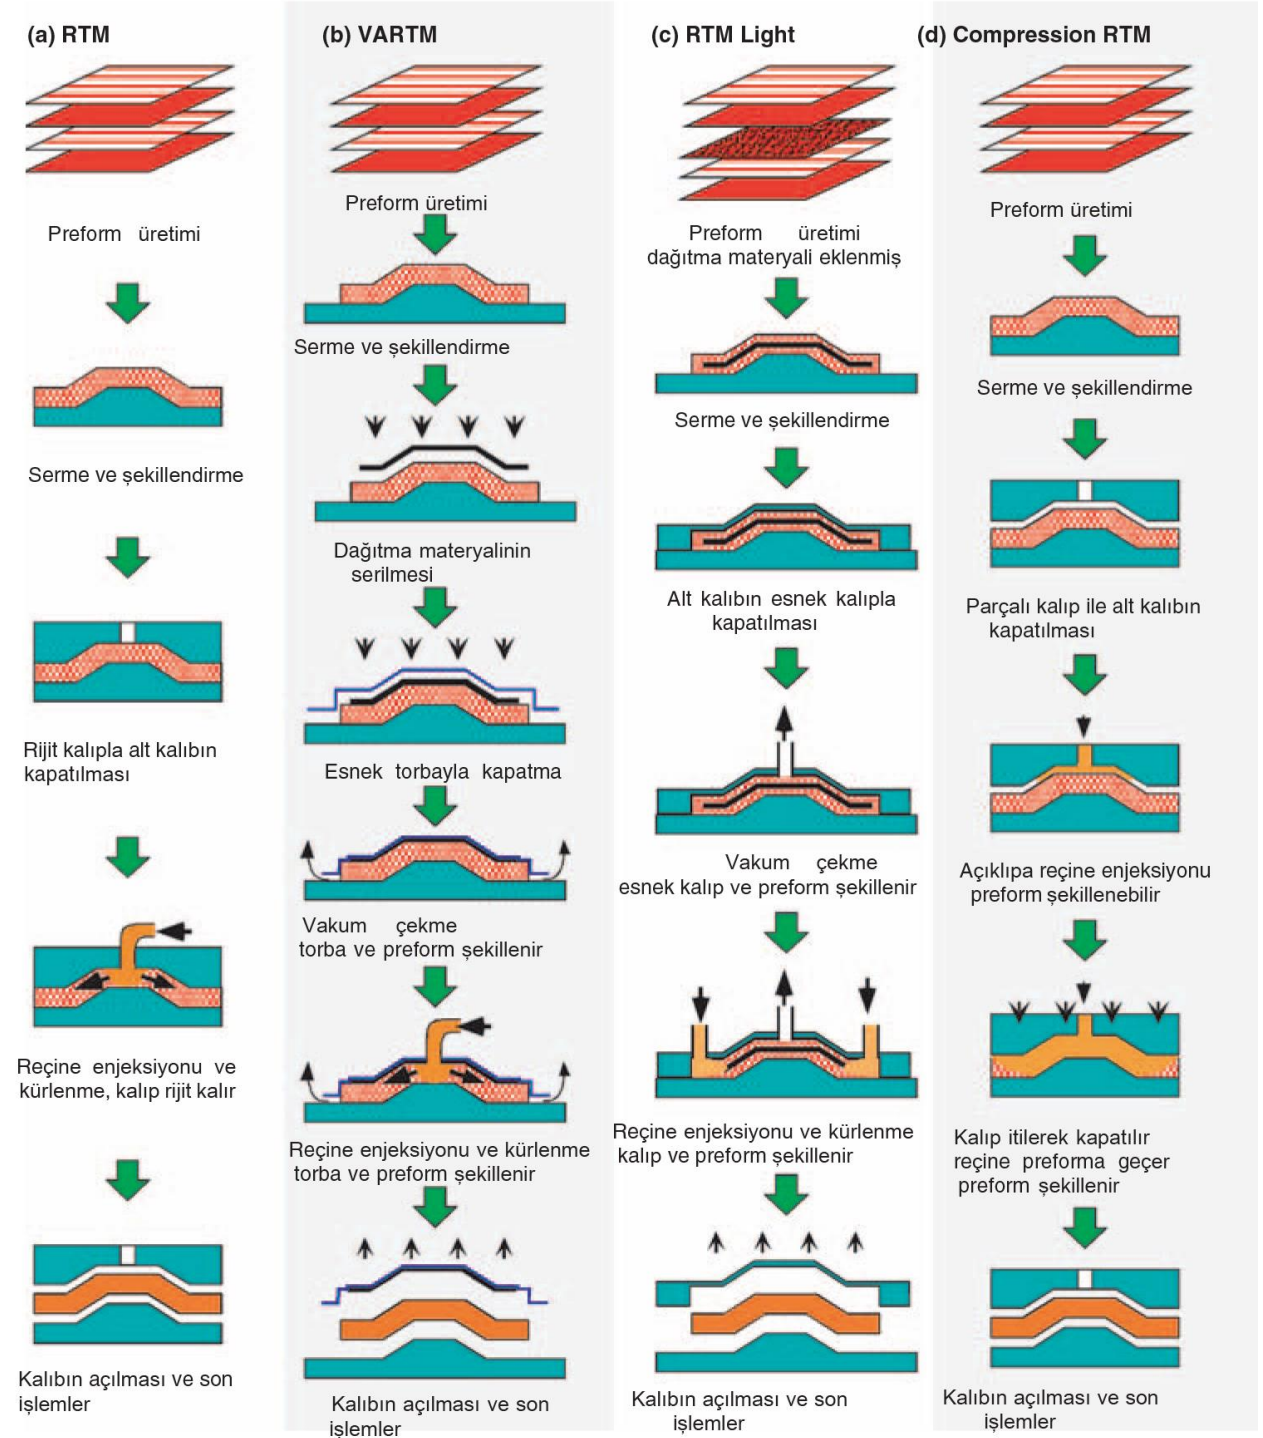 (a) RTM
Preform üretimi
Serme ve şekillendirme
Rijit kalıpla alt kalıbın
kapatılması
Reçine enjeksiyonu ve
kürlenme, kalıp rijit kalır
Kalıbın açılması ve son
işlemler
(b) VARTM
Preform üretimi
Serme ve şekillendirme
Dağıtma materyalinin
serilmesi
Esnek torbayla kapatma
Vakum çekme
torba ve preform şekillenir
Reçine enjeksiyonu ve kürlenme
torba ve preform şekillenir
Kalıbın açılması ve son
işlemler
(c) RTM Light
Preform üretimi
dağıtma materyali eklenmiş
Serme ve şekillendirme
Alt kalıbın esnek kalıpla
kapatılması
Vakum çekme
esnek kalıp ve preform şekillenir
Reçine enjeksiyonu ve kürlenme
kalıp ve preform şekillenir
Kalıbın açılması ve son
işlemler
(d) Compression RTM
Preform üretimi
Serme ve şekillendirme
Parçalı kalıp ile alt kalıbın
kapatılması
Açıklıpa reçine enjeksiyonu
preform şekillenebilir
Kalıp itilerek kapatılır
reçine preforma geçer
preform şekillenir
Kalıbın açılması ve son
işlemler